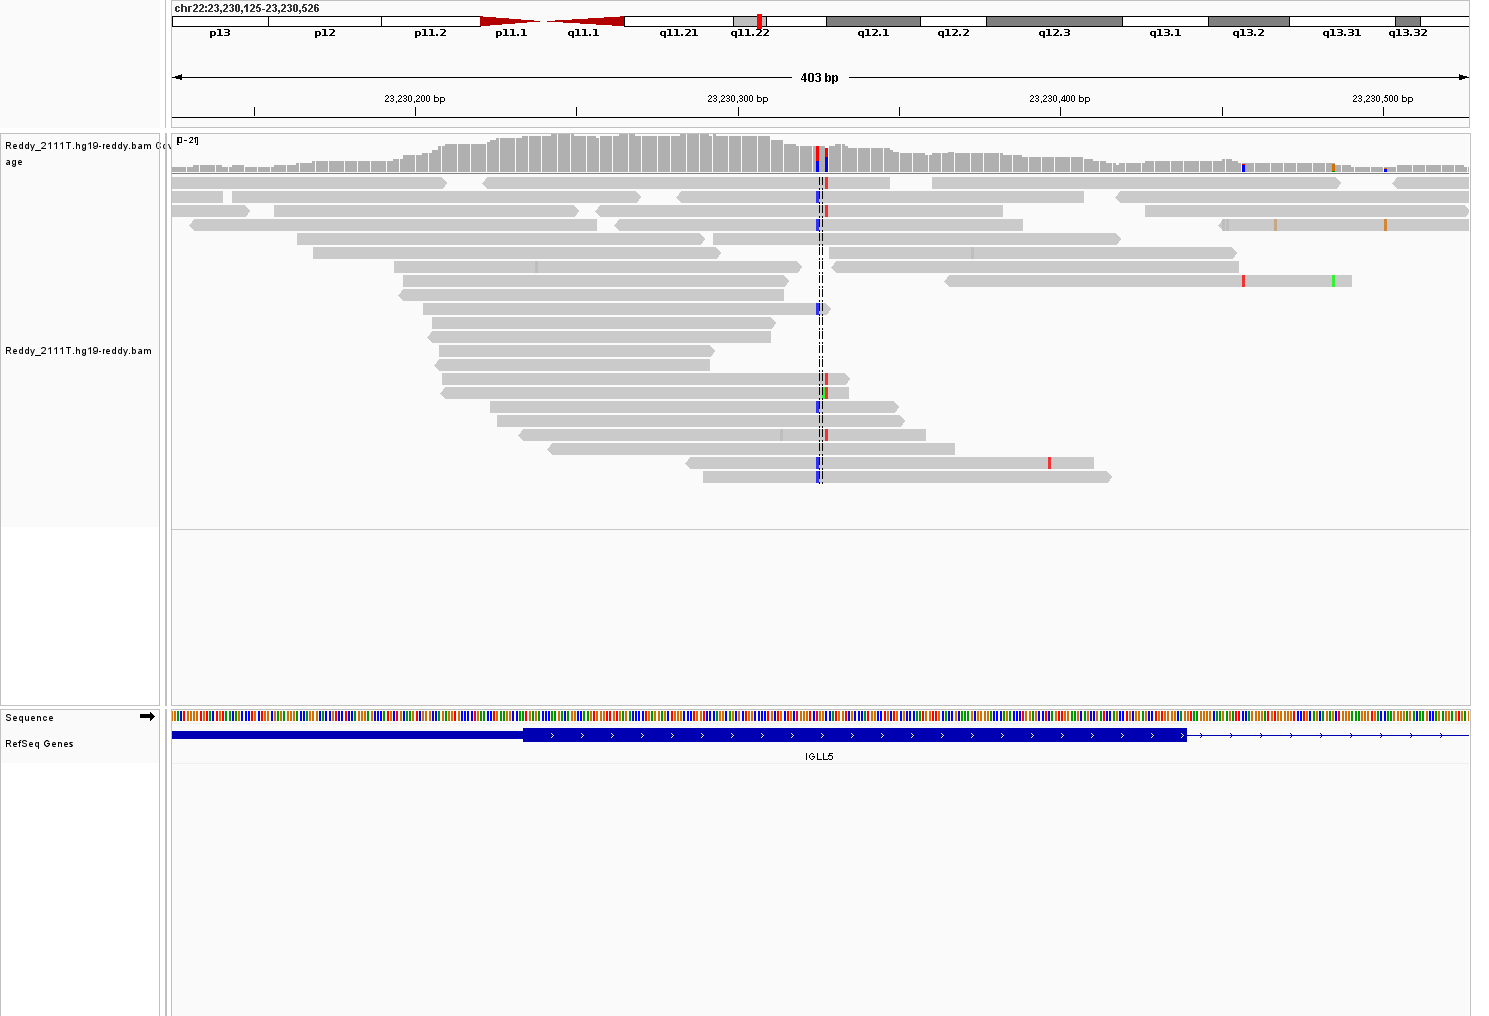 chr22:23,230,125-23,230,526
p13 p12 p11.2 p11.1 q11.1 q11.21 q11.22 q12.1 q12.2 q12.3 q13.1 q13.2 q13.31 q13.32
403 bp
23,230,200 bp 23,230,300 bp 23,230,400 bp 23,230,500 bp
[0-21]
Reddy_2111T.hg19-reddy.bam Cov
age
Reddy_2111T.hg19-reddy.bam
Sequence
RefSeq Genes
IGLL5